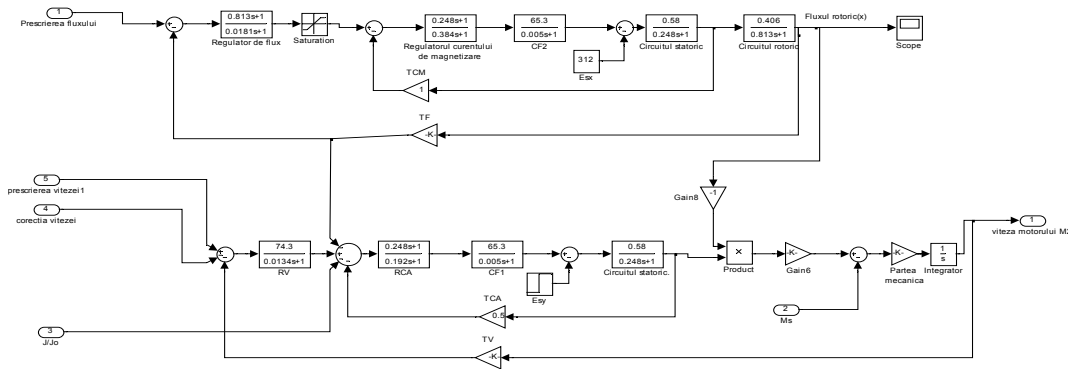 1
Prescrierea fluxului
0.813s+1
0.0181s+1
Regulator de flux
Saturation
0.248s+1
0.384s+1
Regulatorul curentului
de magnetizare
65.3
0.005s+1
CF2
312
Esx
0.58
0.248s+1
Circuitul statoric
0.406
0.813s+1
Circuitul rotoric
Fluxul rotoric(x)
Scope
TCM
1
TF
-K-
5
prescrierea vitezei1
4
corectia vitezei
74.3
0.0134s+1
RV
0.248s+1
0.192s+1
RCA
65.3
0.005s+1
CF1
Esy
0.58
0.248s+1
Circuitul statoric.
-1
Gain8
×
Product
-K-
Gain6
-K-
Partea
mecanica
1
s
Integrator
1
2
Ms
TCA
0.5
3
J/Jo
TV
-K-
viteza motorului